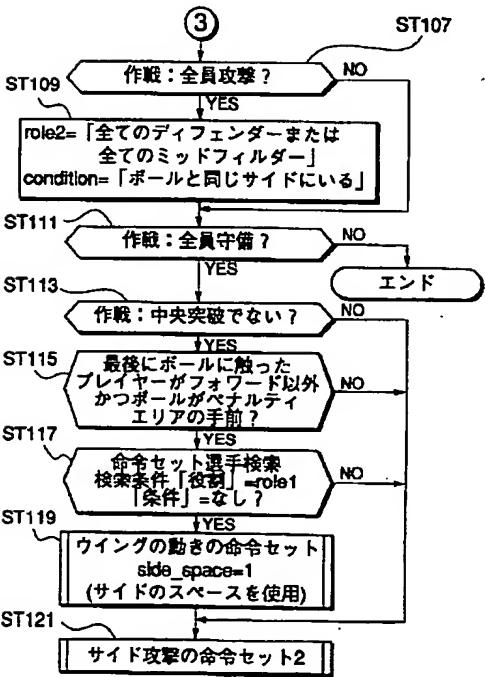 3
ST107
作戦：全員攻撃？
NO
YES
ST109
role2=「全てのディフェンダーまたは
全てのミッドフィルダー」
condition=「ボールと同じサイドにいる」
ST111
作戦：全員守備？
NO
YES
エンド
ST113
作戦：中央突破でない？
NO
YES
ST115
最後にボールに触った
プレイヤーがフォワード以外
かつボールがペナルティ
エリアの手前？
NO
YES
ST117
命令セット選手検索
検索条件「役割」=role1
「条件」=なし？
NO
YES
ST119
ウイングの動きの命令セット
side_space=1
(サイドのスペースを使用)
ST121
サイド攻撃の命令セット2